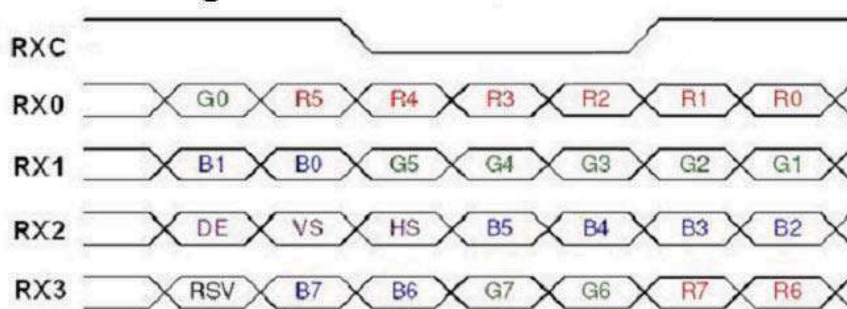 RXC
RX0 G0 R5 R4 R3 R2 R1 R0
RX1 B1 B0 G5 G4 G3 G2 G1
RX2 DE VS HS B5 B4 B3 B2
RX3 RSV B7 B6 G7 G6 R7 R6